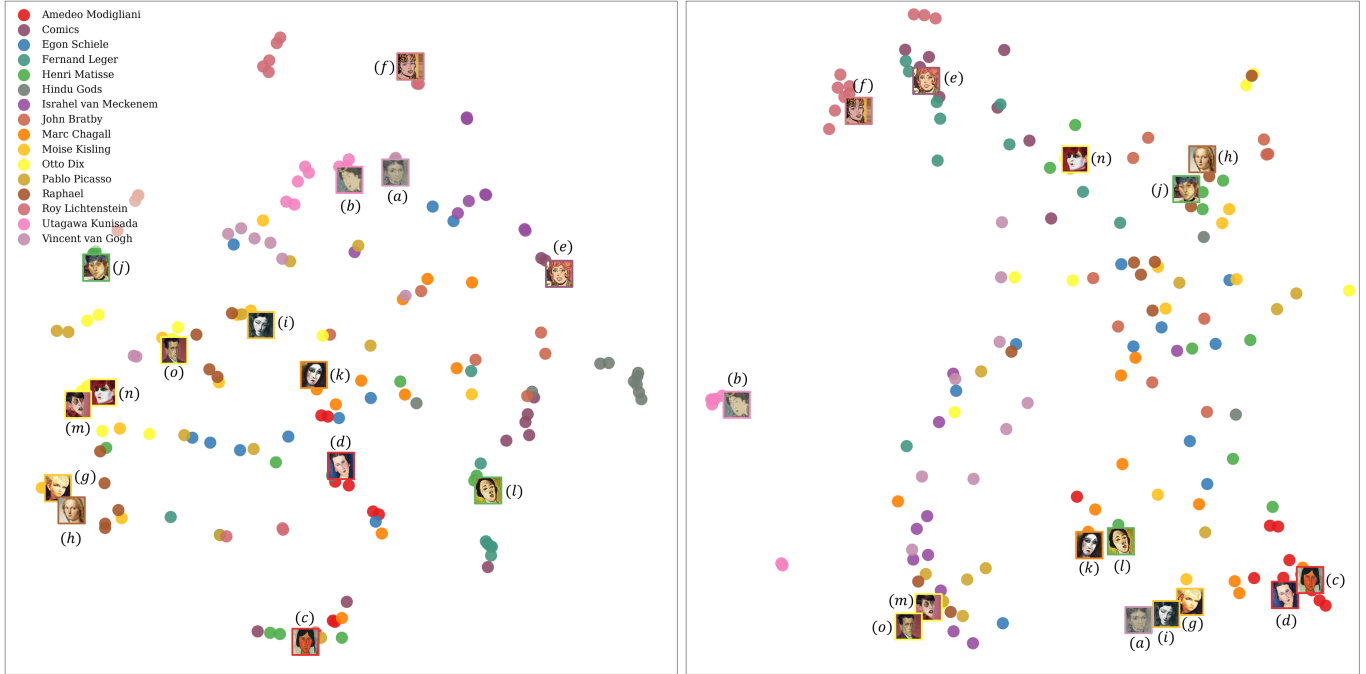 Amedeo Modigliani
Comics
Egon Schiele
Fernand Leger
Henri Matisse
Hindu Gods
Israhel van Meckenem
John Bratby
Marc Chagall
Moise Kisling
Otto Dix
Pablo Picasso
Raphael
Roy Lichtenstein
Utagawa Kunisada
Vincent van Gogh
(f)
(b)
(a)
(e)
(j)
(i)
(o)
(k)
(n)
(m)
(d)
(g)
(l)
(h)
(c)
(e)
(f)
(n)
(h)
(j)
(b)
(k)
(l)
(c)
(m)
(o)
(d)
(g)
(i)
(a)